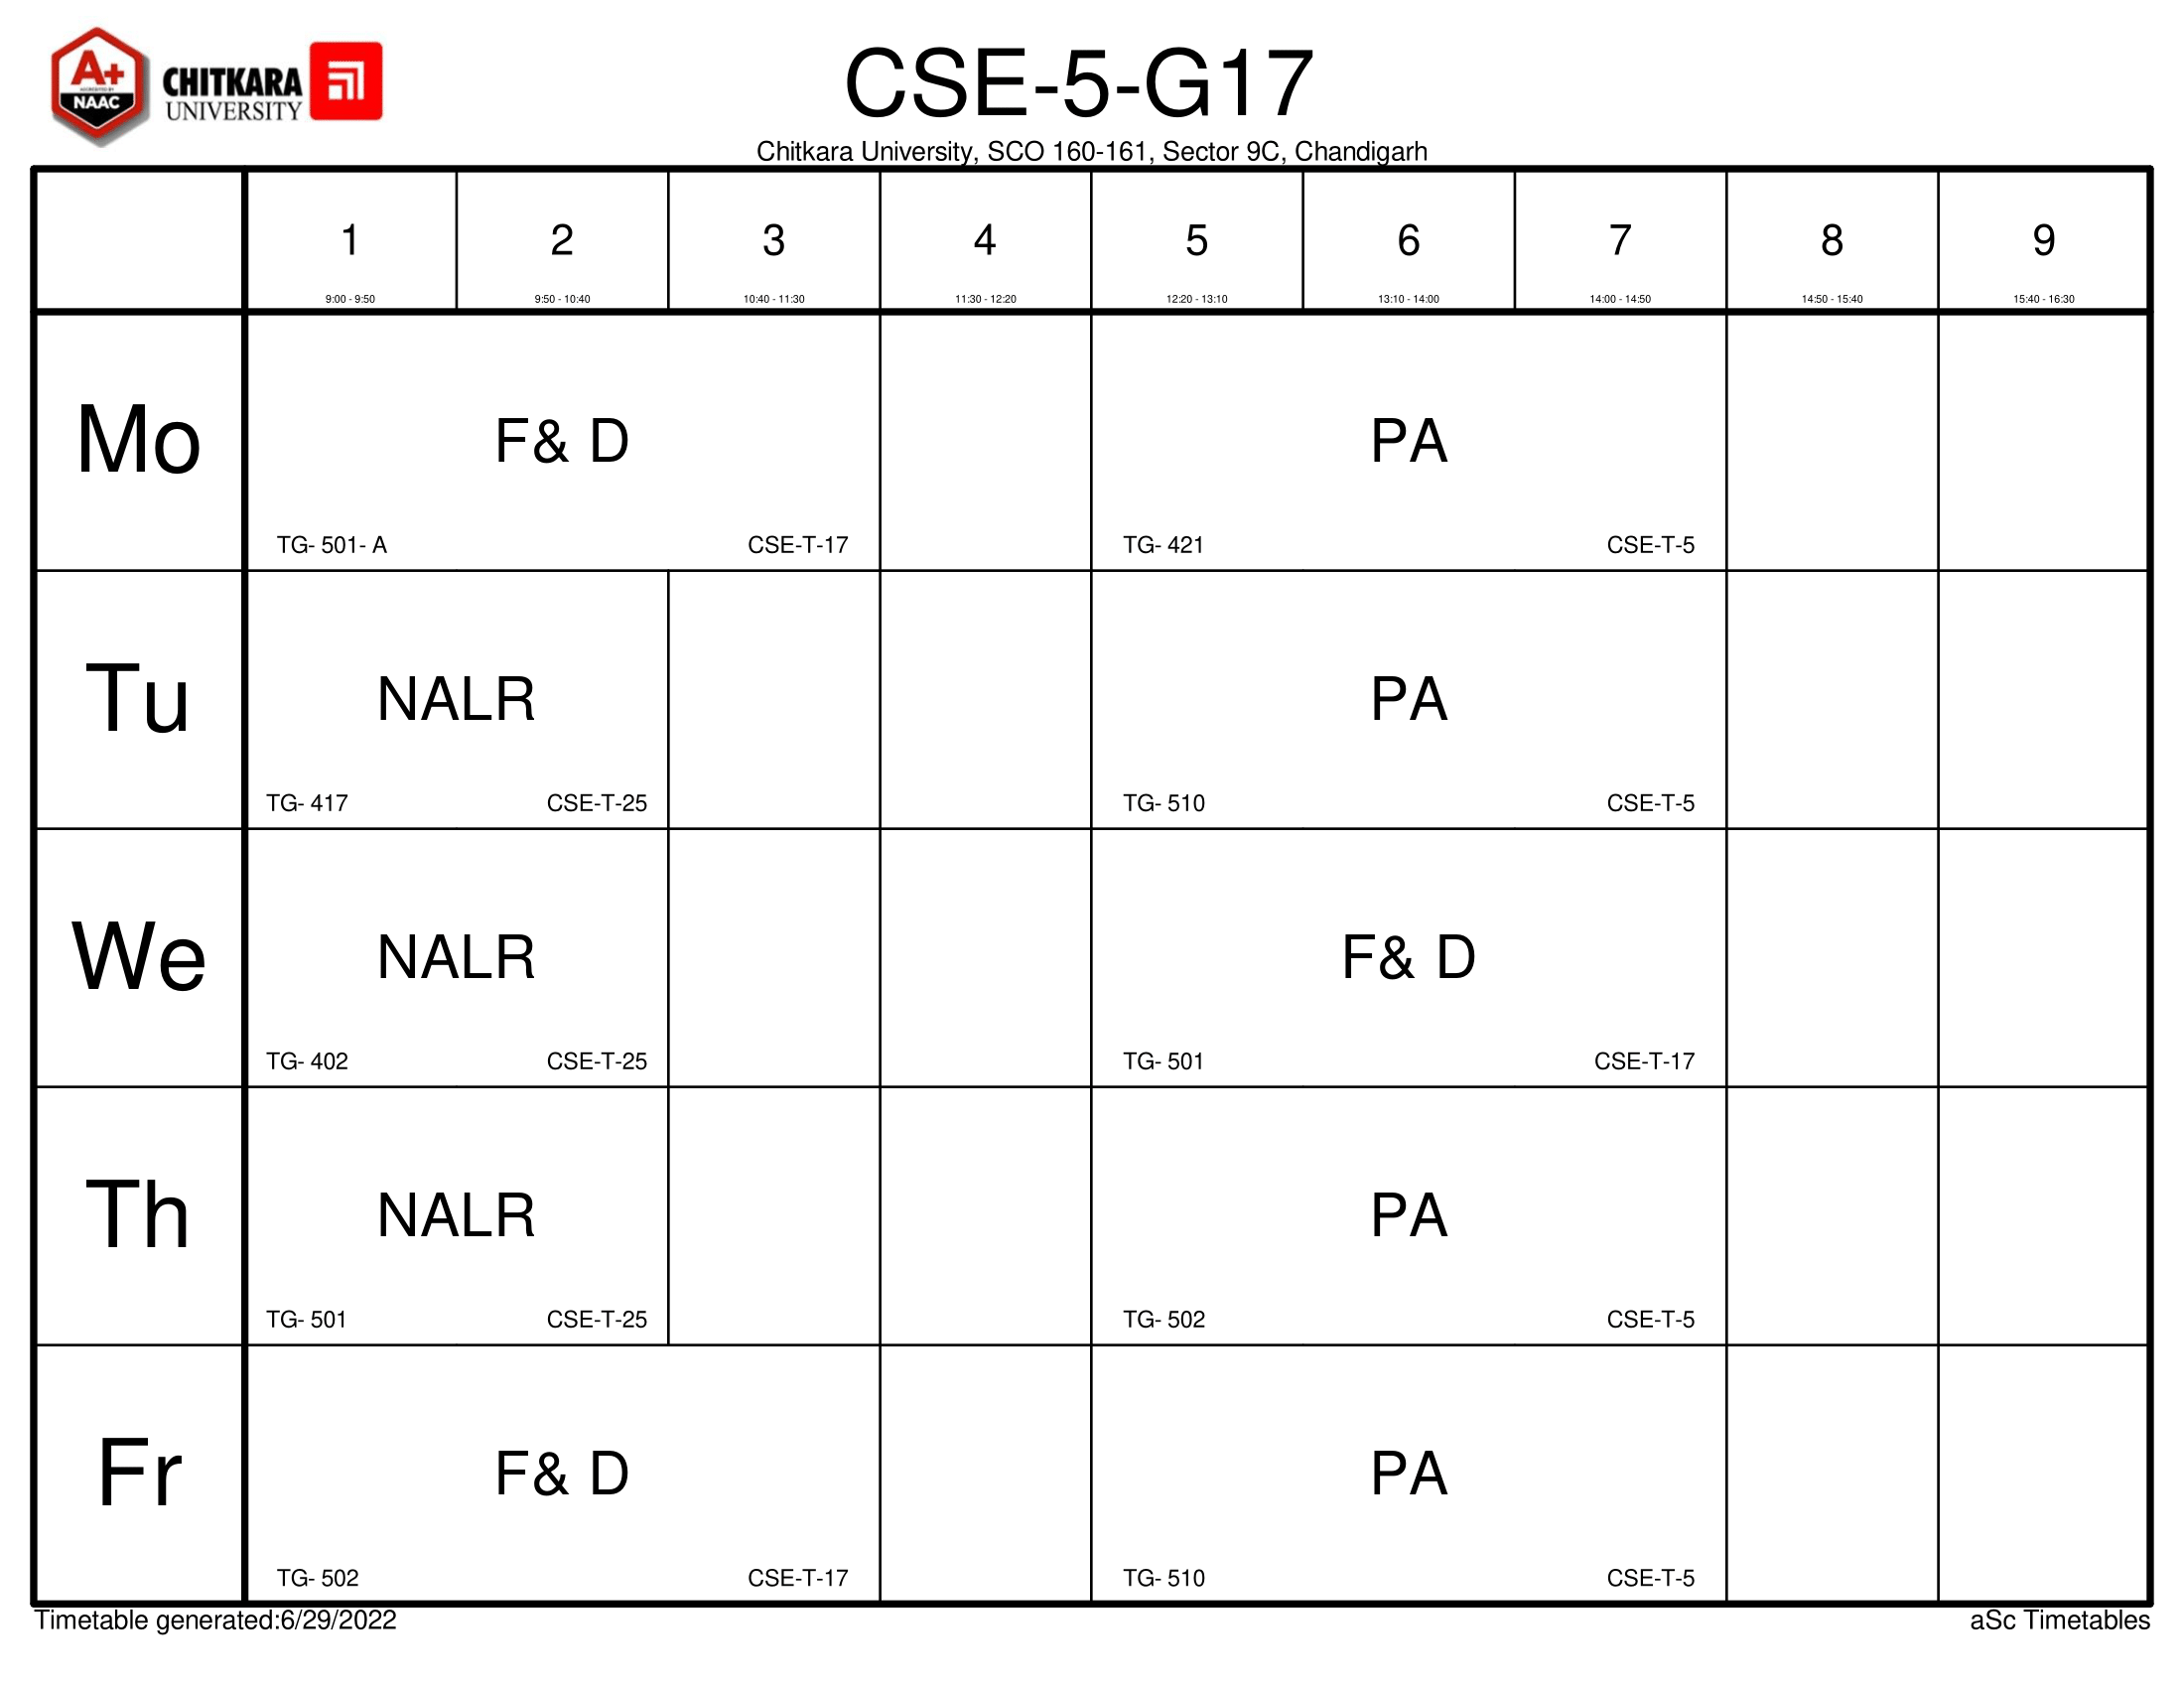 A+
ACCREDITED BY
NAAC
CHITKARA
UNIVERSITY
CSE-5-G17
Chitkara University, SCO 160-161, Sector 9C, Chandigarh
1 2 3 4 5 6 7 8 9
9:00 - 9:50 9:50 - 10:40 10:40 - 11:30 11:30 - 12:20 12:20 - 13:10 13:10 - 14:00 14:00 - 14:50 14:50 - 15:40 15:40 - 16:30
Mo F& D PA
TG- 501- A CSE-T-17 TG- 421 CSE-T-5
Tu NALR PA
TG- 417 CSE-T-25 TG- 510 CSE-T-5
We NALR F& D
TG- 402 CSE-T-25 TG- 501 CSE-T-17
Th NALR PA
TG- 501 CSE-T-25 TG- 502 CSE-T-5
Fr F& D PA
TG- 502 CSE-T-17 TG- 510 CSE-T-5
Timetable generated:6/29/2022 aSc Timetables